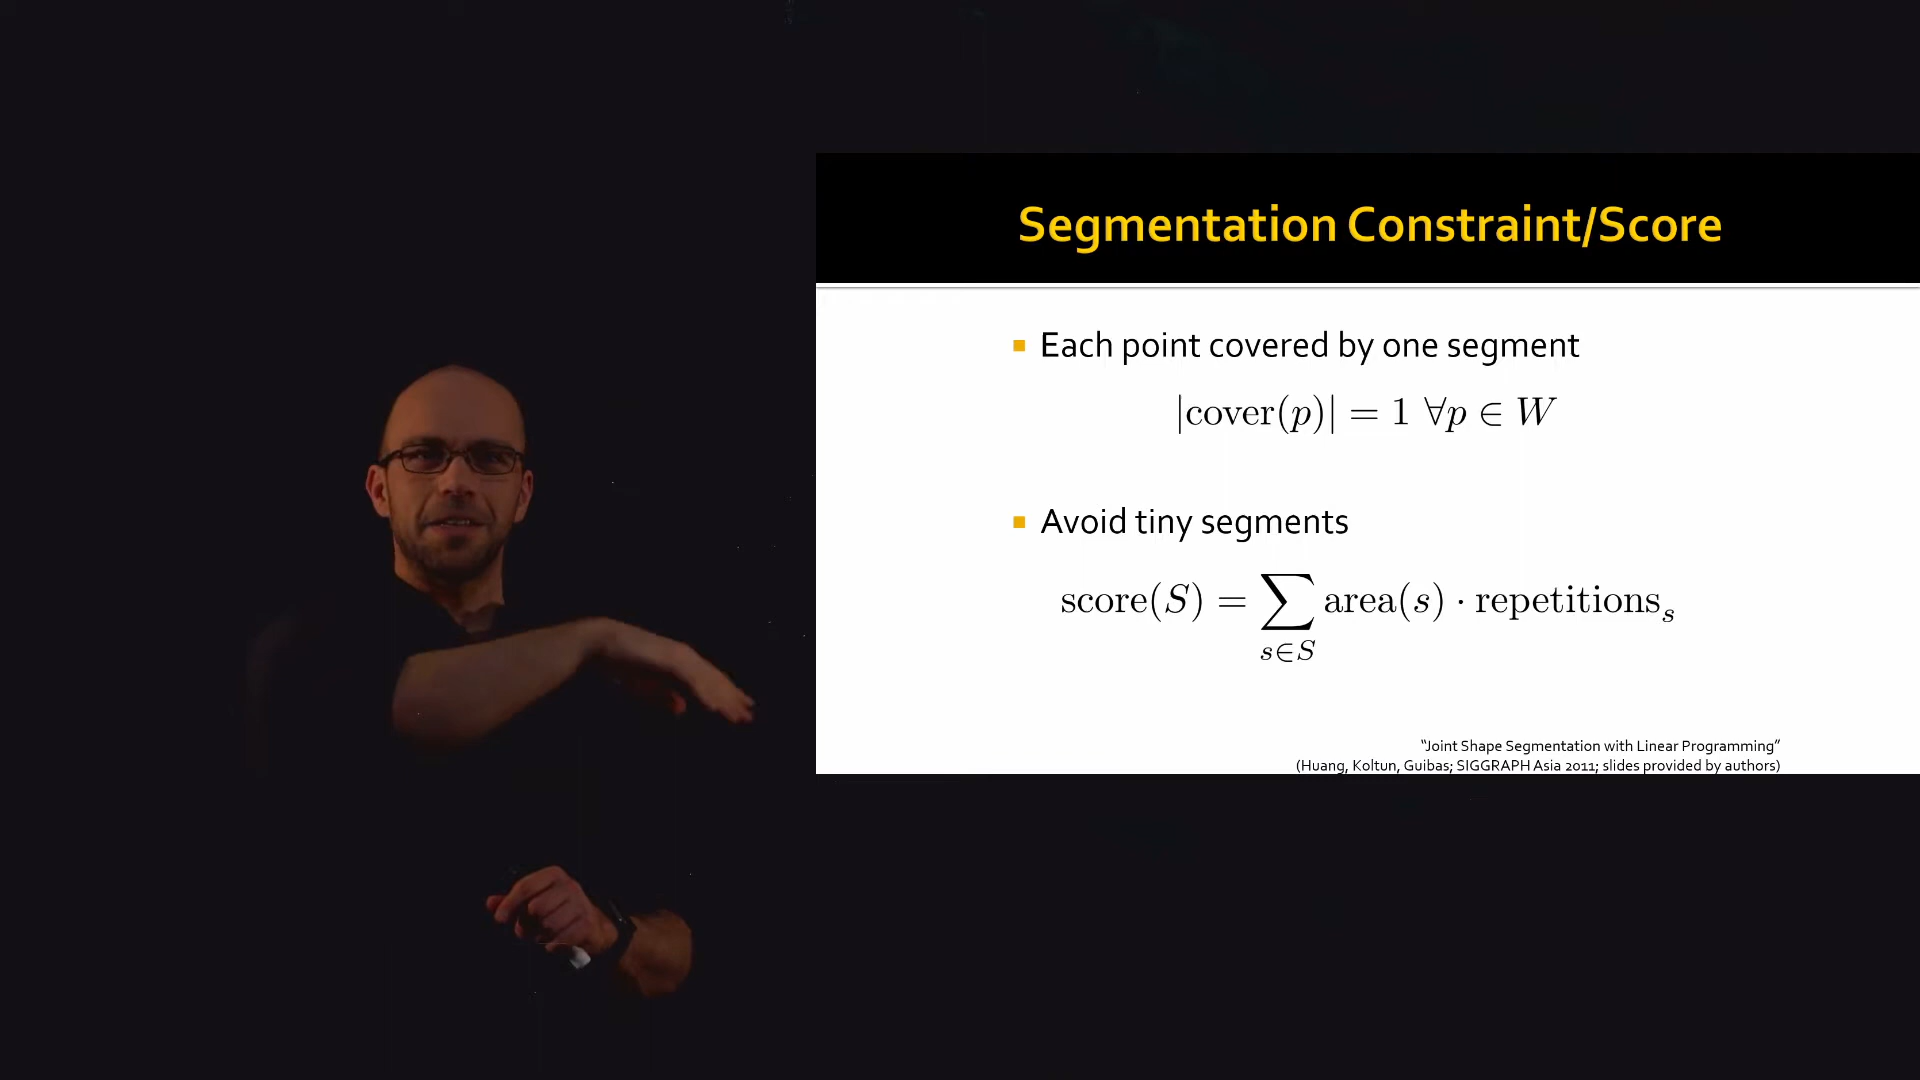 Segmentation Constraint/Score
▪ Each point covered by one segment
|cover(p)| = 1 ∀p ∈ W
▪ Avoid tiny segments
score(S) = ∑_{s∈S} area(s) · repetitions_s
“Joint Shape Segmentation with Linear Programming”
(Huang, Koltun, Guibas; SIGGRAPH Asia 2011; slides provided by authors)